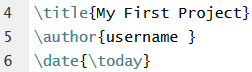 4 \title{My First Project}
5 \author{username }
6 \date{\today}